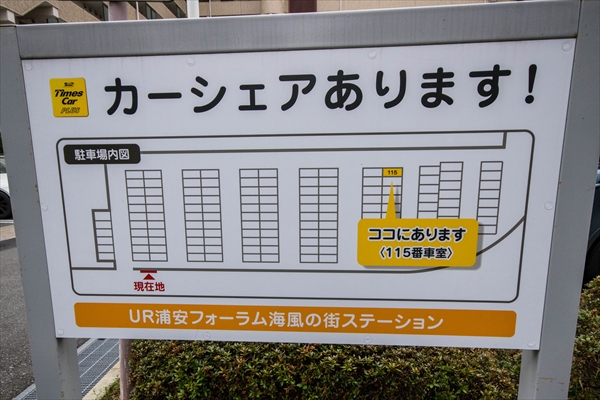 Times
Car
PLUS
カーシェアあります!
駐車場内図
115
ココにあります
〈115番車室〉
現在地
UR浦安フォーラム海風の街ステーション